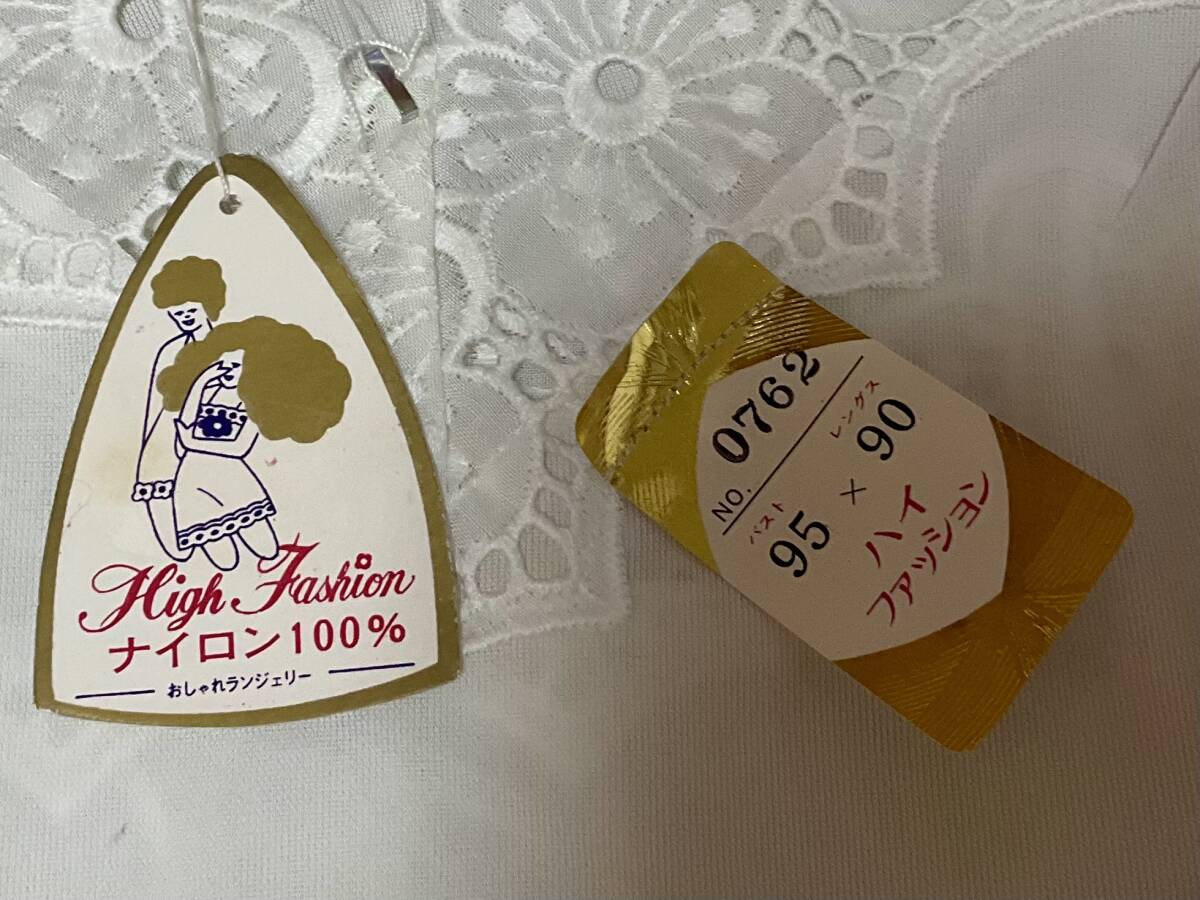 High Fashion
ナイロン100%
おしゃれランジェリー
NO. 0762
バスト レングス
95 × 90
ハイ
ファッション